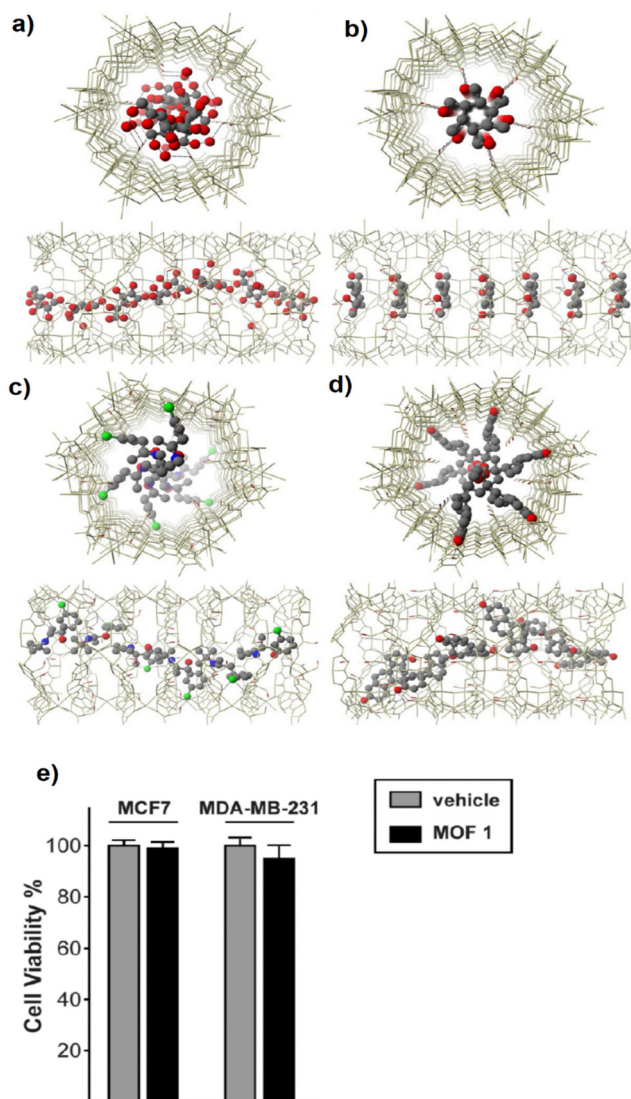 a)
b)
c)
d)
e)
MCF7 MDA-MB-231
vehicle
MOF 1
100
80
60
40
20
Cell Viability %